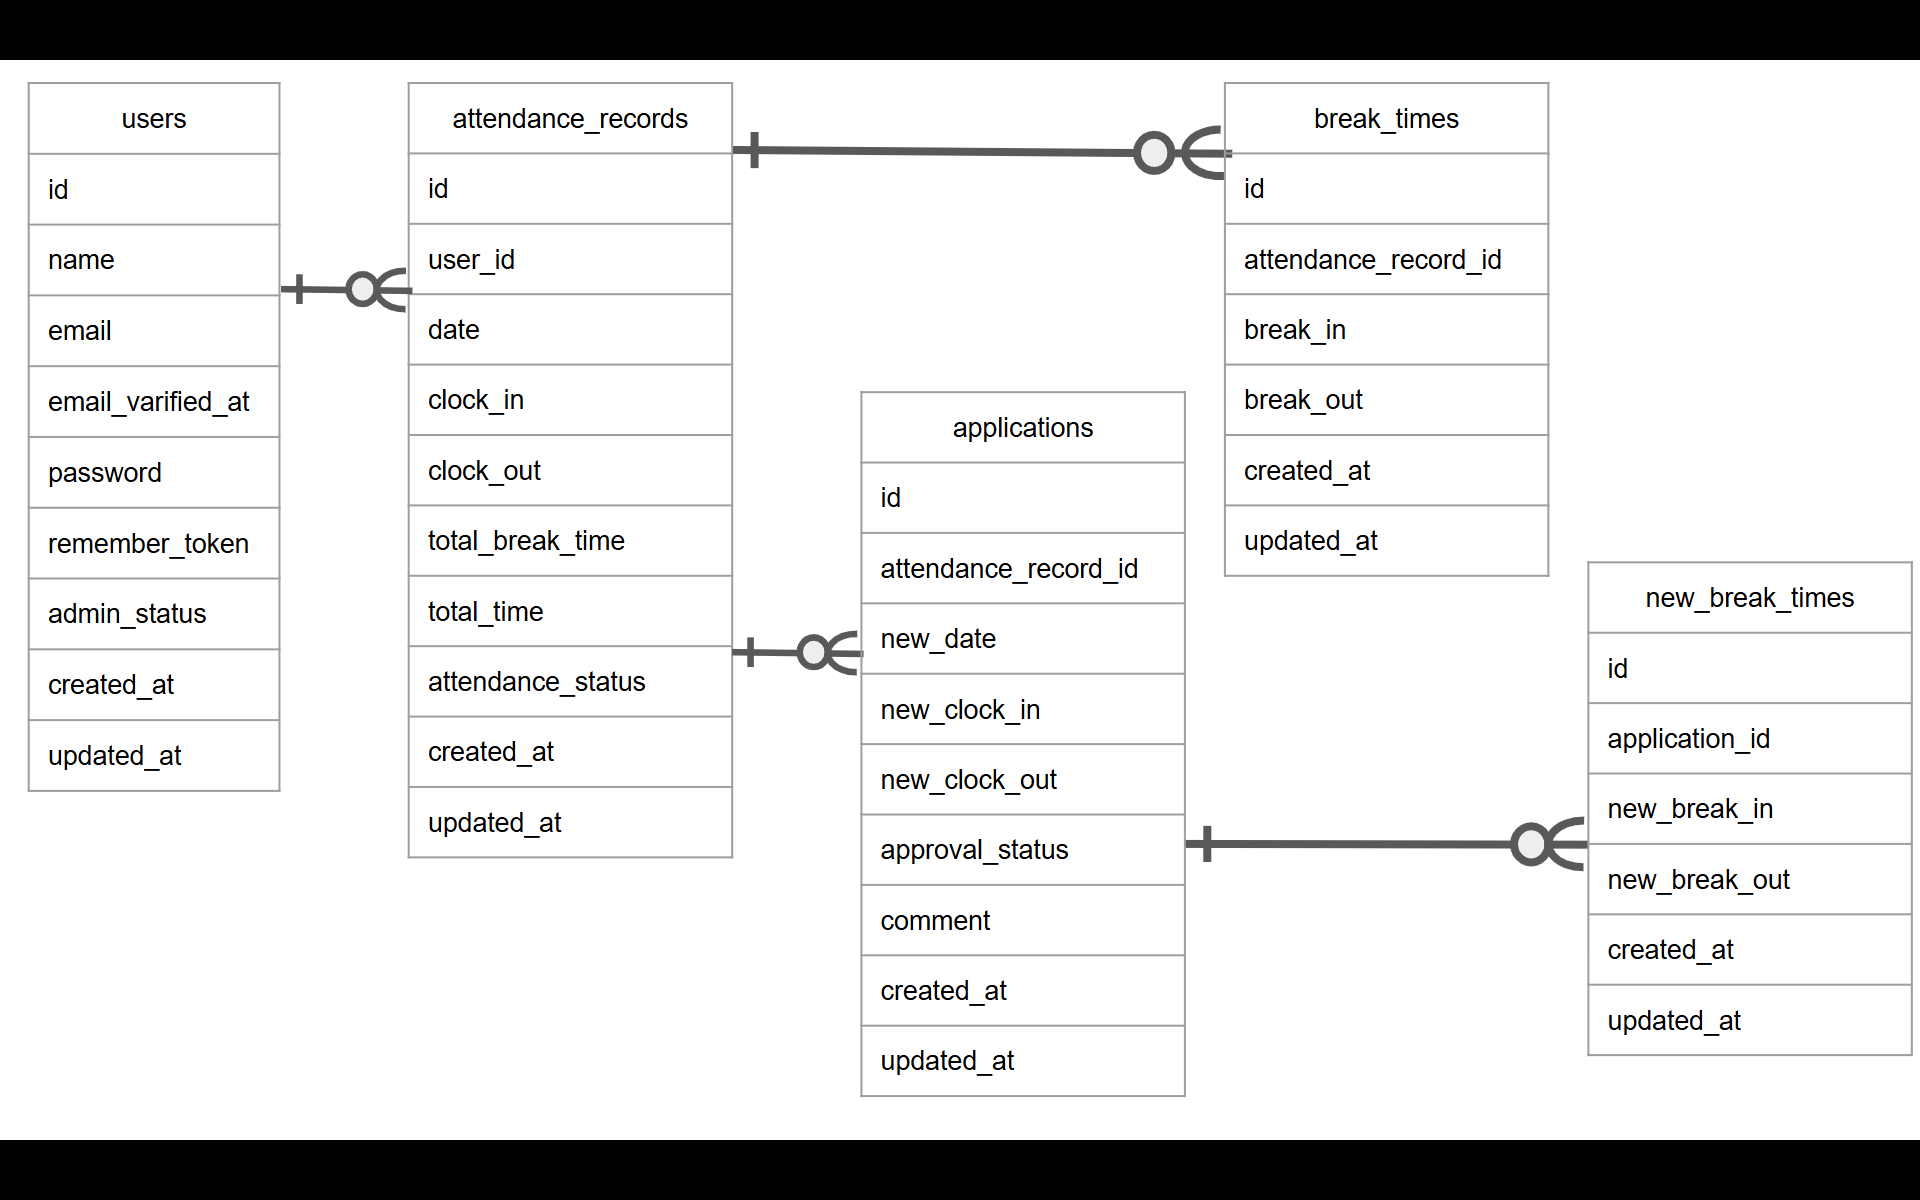 users
id
name
email
email_varified_at
password
remember_token
admin_status
created_at
updated_at
attendance_records
id
user_id
date
clock_in
clock_out
total_break_time
total_time
attendance_status
created_at
updated_at
applications
id
attendance_record_id
new_date
new_clock_in
new_clock_out
approval_status
comment
created_at
updated_at
break_times
id
attendance_record_id
break_in
break_out
created_at
updated_at
new_break_times
id
application_id
new_break_in
new_break_out
created_at
updated_at